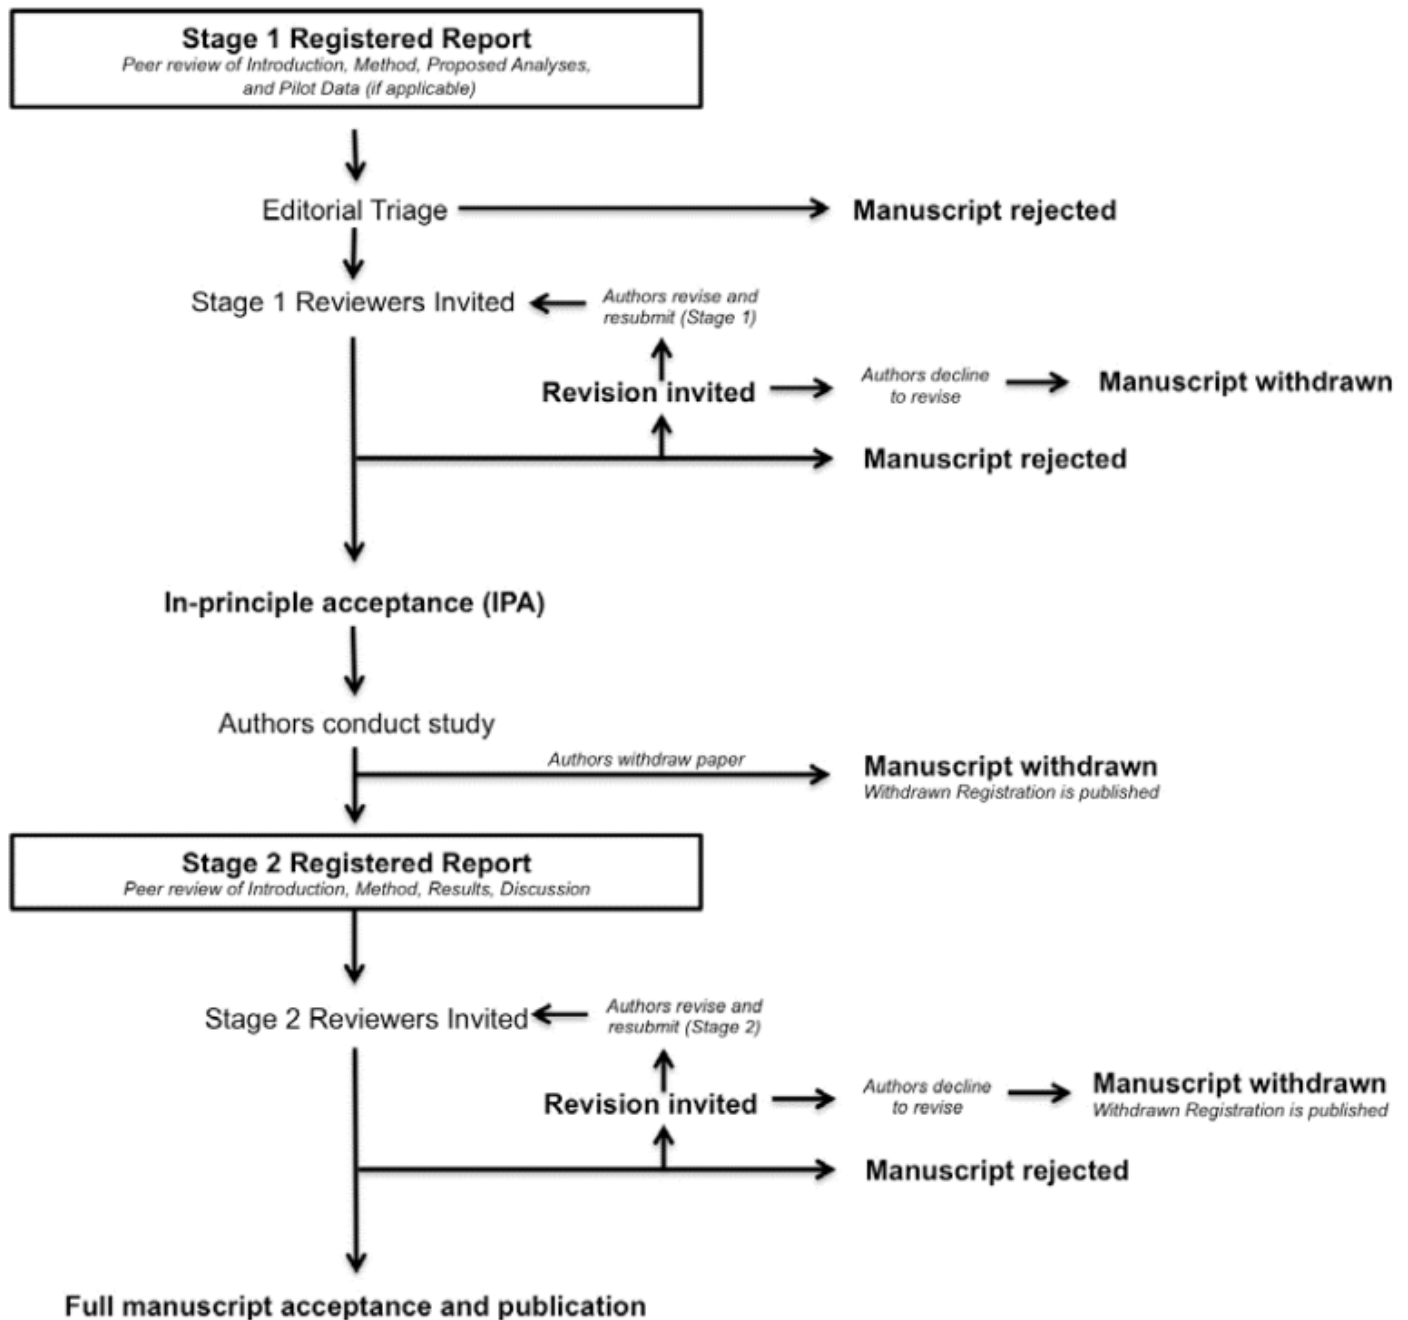 Stage 1 Registered Report
Peer review of Introduction, Method, Proposed Analyses,
and Pilot Data (if applicable)
Editorial Triage
Manuscript rejected
Stage 1 Reviewers Invited
Authors revise and
resubmit (Stage 1)
Revision invited
Authors decline
to revise
Manuscript withdrawn
Manuscript rejected
In-principle acceptance (IPA)
Authors conduct study
Authors withdraw paper
Manuscript withdrawn
Withdrawn Registration is published
Stage 2 Registered Report
Peer review of Introduction, Method, Results, Discussion
Stage 2 Reviewers Invited
Authors revise and
resubmit (Stage 2)
Revision invited
Authors decline
to revise
Manuscript withdrawn
Withdrawn Registration is published
Manuscript rejected
Full manuscript acceptance and publication